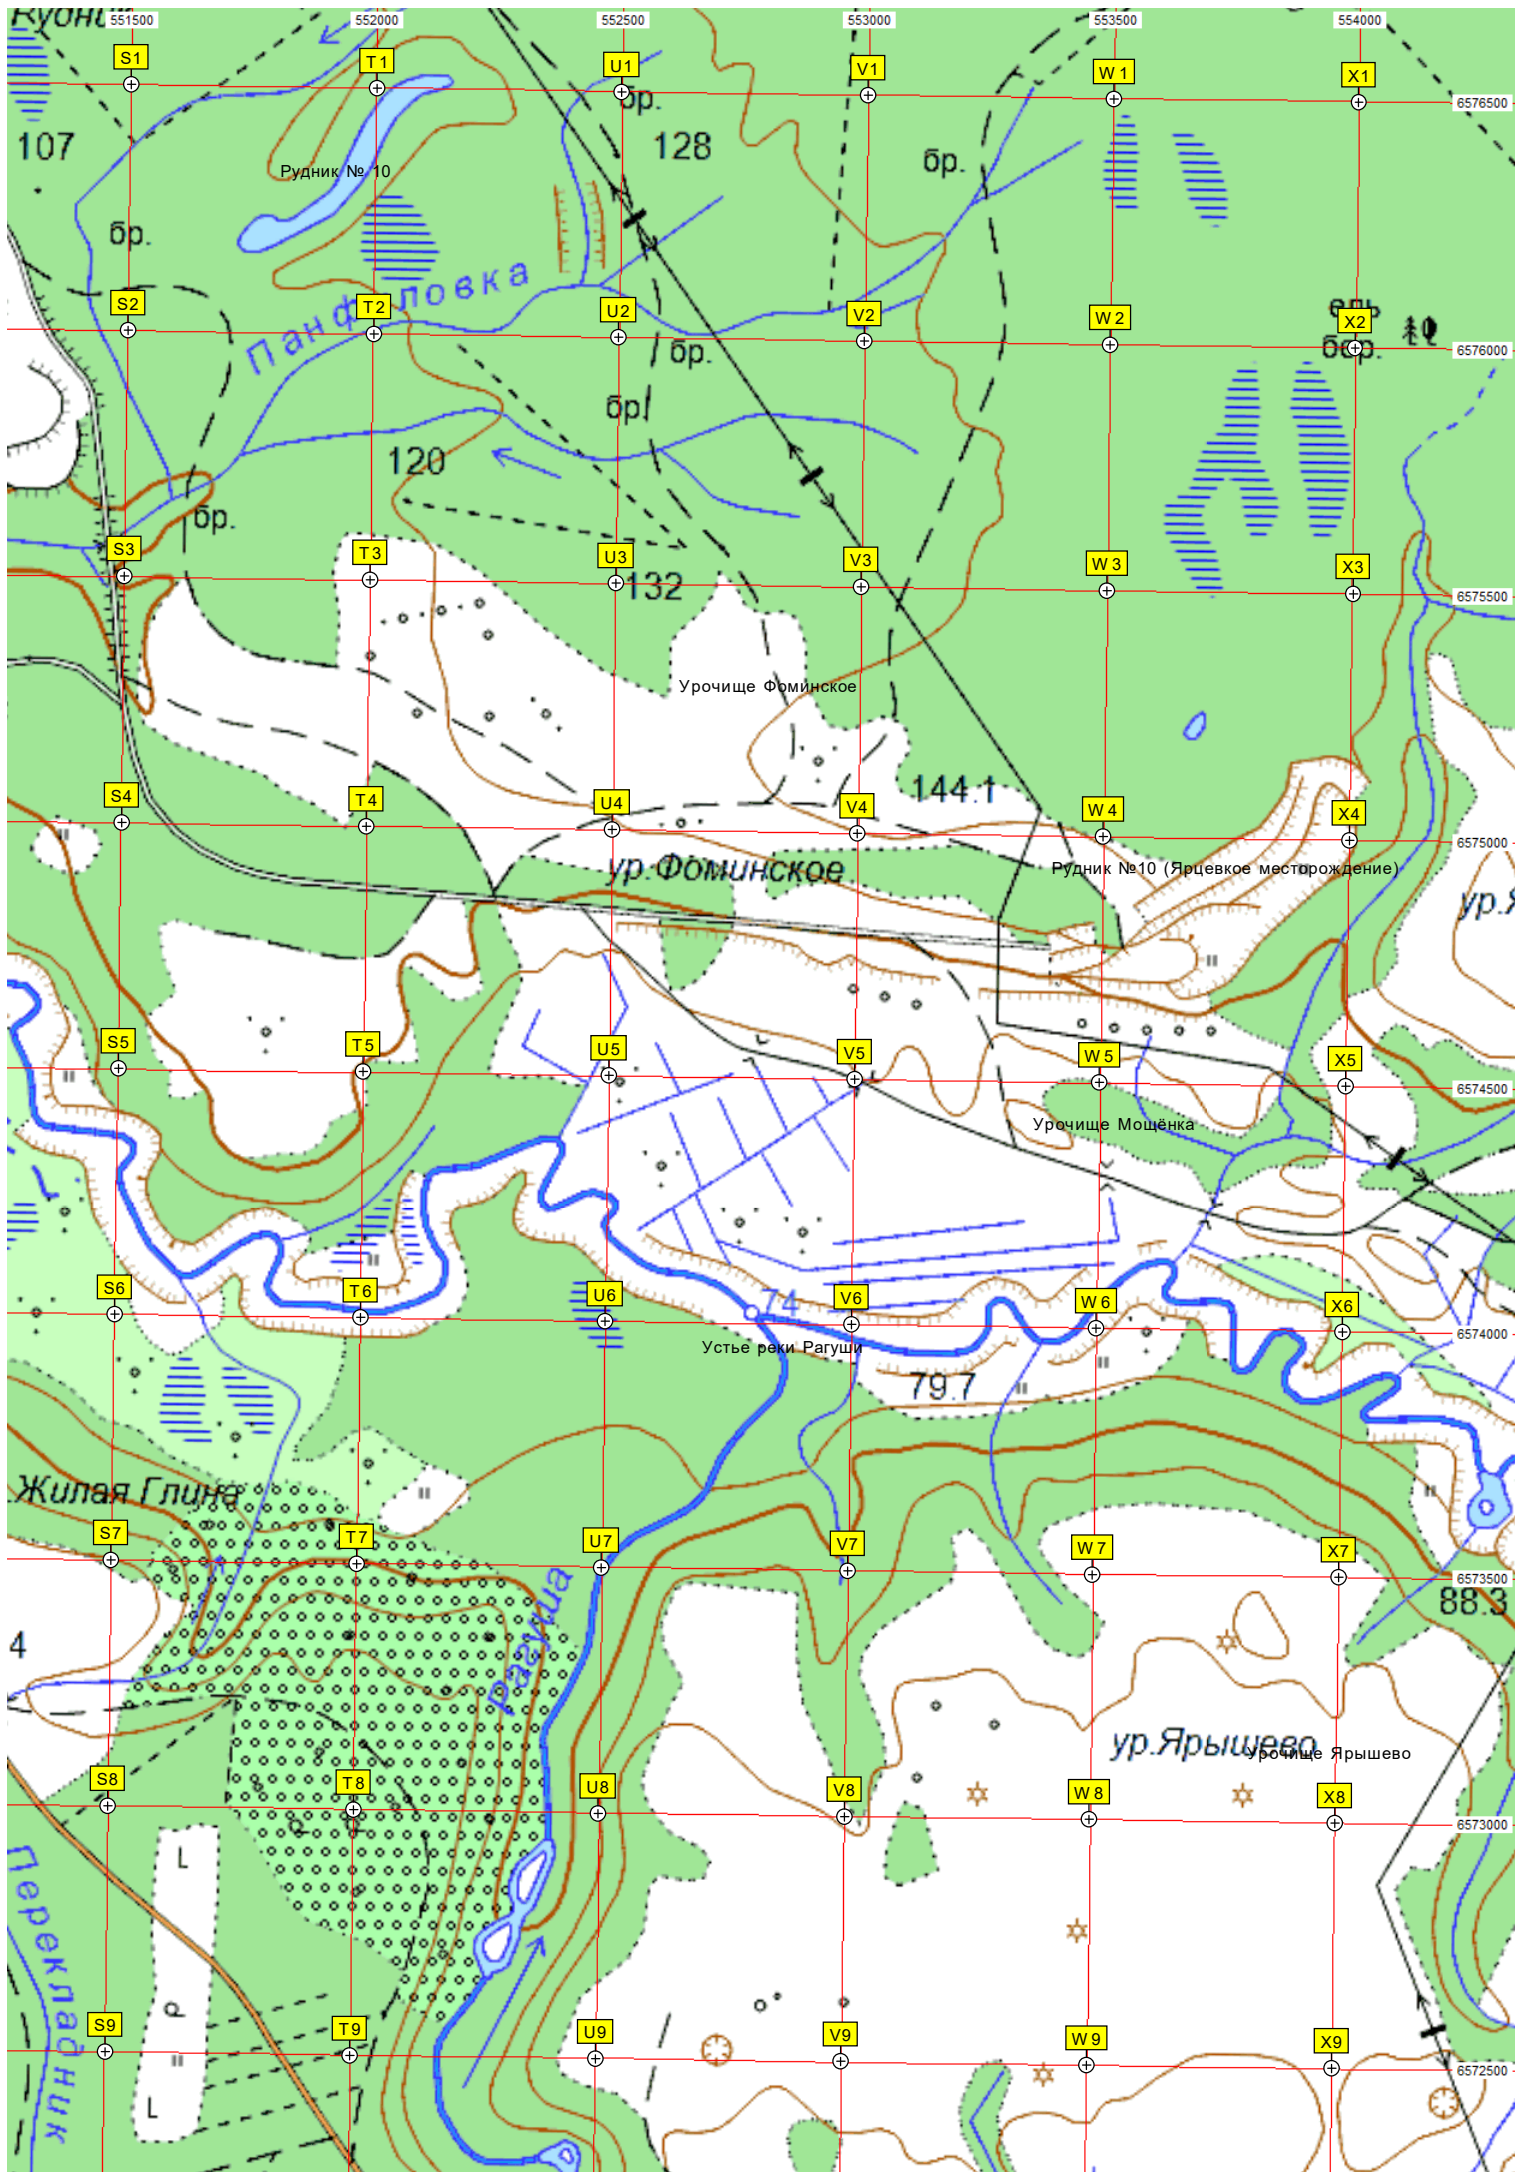 Рудник
551500 552000 552500 553000 553500 554000
S1 T1 U1 V1 W1 X1
6576500
бр.
107
128
бр.
Рудник № 10
бр.
Панфиловка
S2 T2 U2 V2 W2 X2
ель
бер.
6576000
бр.
бр.
120
бр.
S3 T3 U3 V3 W3 X3
132
6575500
Урочище Фоминское
144.1
S4 T4 U4 V4 W4 X4
6575000
ур.Фоминское
Рудник №10 (Ярцевкое месторождение)
ур.Я
S5 T5 U5 V5 W5 X5
6574500
Урочище Мощёнка
S6 T6 U6 V6 W6 X6
74
6574000
Устье реки Рагуши
79.7
Жилая Глина
S7 T7 U7 V7 W7 X7
6573500
88.3
4
Рагуша
ур.Ярышево
Урочище Ярышево
S8 T8 U8 V8 W8 X8
6573000
L
Перекладник
р
S9 T9 U9 V9 W9 X9
6572500
L